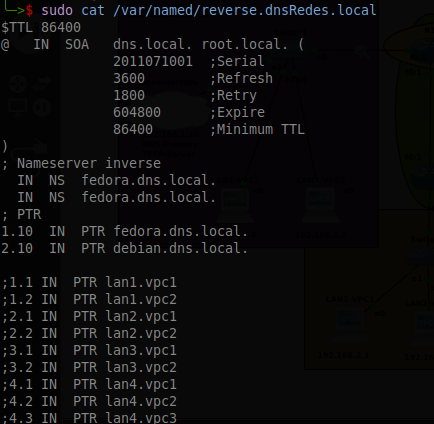 ╰─>$ sudo cat /var/named/reverse.dnsRedes.local
$TTL 86400
@   IN  SOA   dns.local. root.local. (
              2011071001  ;Serial
              3600        ;Refresh
              1800        ;Retry
              604800      ;Expire
              86400       ;Minimum TTL
)
; Nameserver inverse
  IN  NS  fedora.dns.local.
  IN  NS  fedora.dns.local.
; PTR
1.10  IN  PTR fedora.dns.local.
2.10  IN  PTR debian.dns.local.

;1.1 IN  PTR lan1.vpc1
;1.2 IN  PTR lan1.vpc2
;2.1 IN  PTR lan2.vpc1
;2.2 IN  PTR lan2.vpc2
;3.1 IN  PTR lan3.vpc1
;3.2 IN  PTR lan3.vpc2
;4.1 IN  PTR lan4.vpc1
;4.2 IN  PTR lan4.vpc2
;4.3 IN  PTR lan4.vpc3